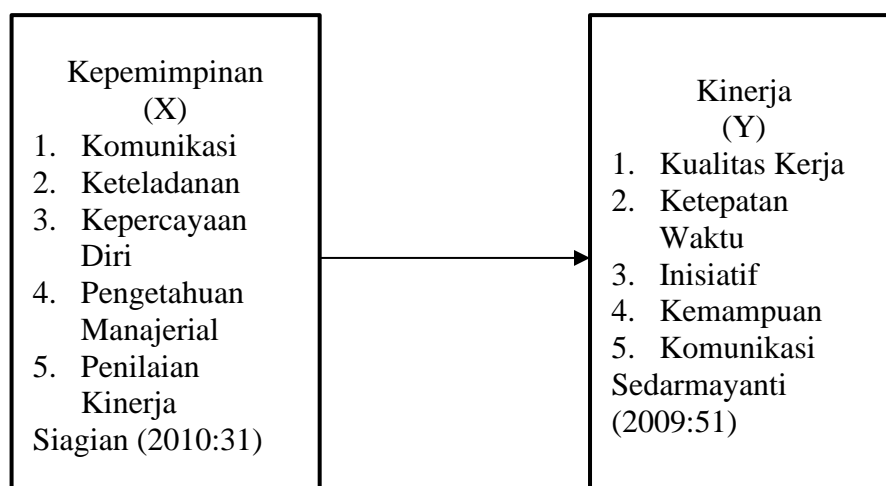 Kepemimpinan
(X)
1. Komunikasi
2. Keteladanan
3. Kepercayaan
Diri
4. Pengetahuan
Manajerial
5. Penilaian
Kinerja
Siagian (2010:31)
Kinerja
(Y)
1. Kualitas Kerja
2. Ketepatan
Waktu
3. Inisiatif
4. Kemampuan
5. Komunikasi
Sedarmayanti
(2009:51)